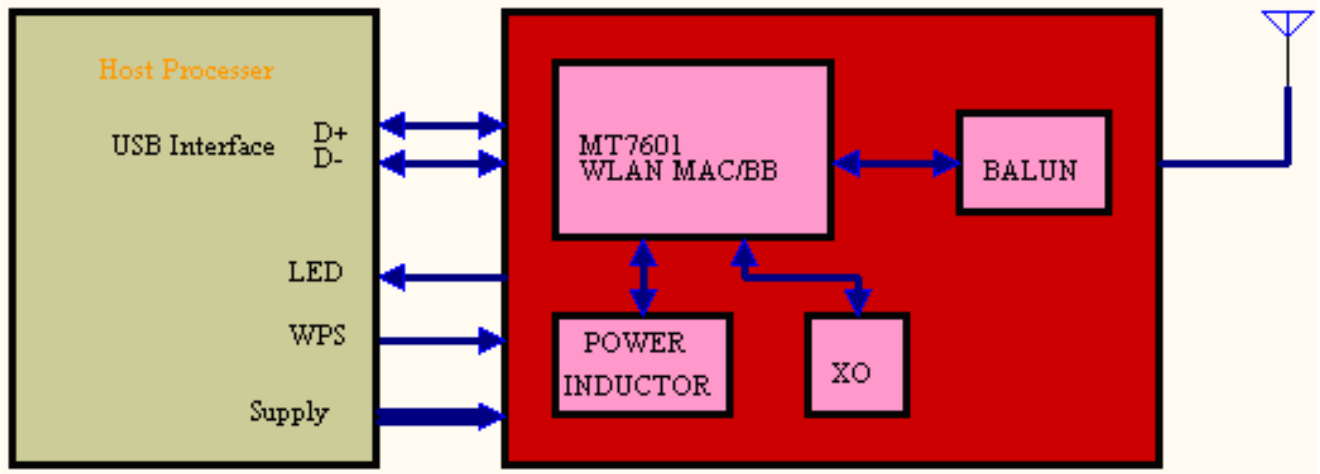 Host Processer
USB Interface
D+
D-
LED
WPS
Supply
MT7601
WLAN MAC/BB
BALUN
POWER
INDUCTOR
XO